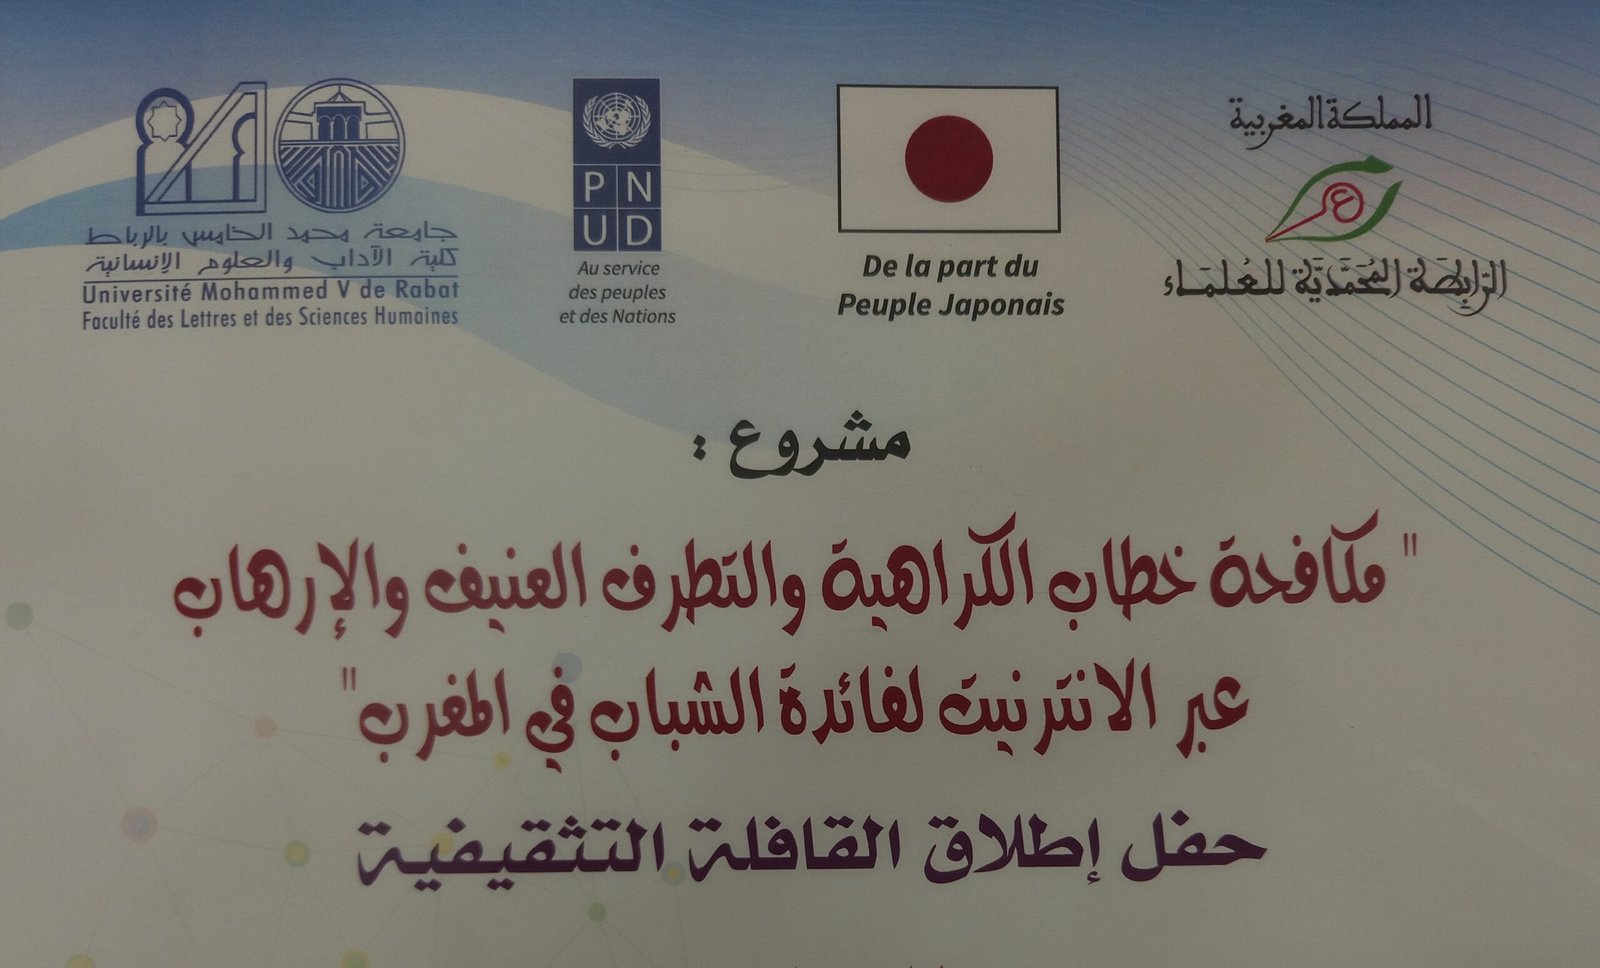 جامعة محمد الخامس بالرباط
كلية الآداب والعلوم الإنسانية
Université Mohammed V de Rabat
Faculté des Lettres et des Sciences Humaines
PN
UD
Au service
des peuples
et des Nations
De la part du
Peuple Japonais
المملكة المغربية
ع
الرابطة المحمدية للعلماء
مشروع :
" مكافحة خطاب الكراهية والتطرف العنيف والإرهاب
عبر الانترنيت لفائدة الشباب في المغرب"
حفل إطلاق القافلة التثقيفية